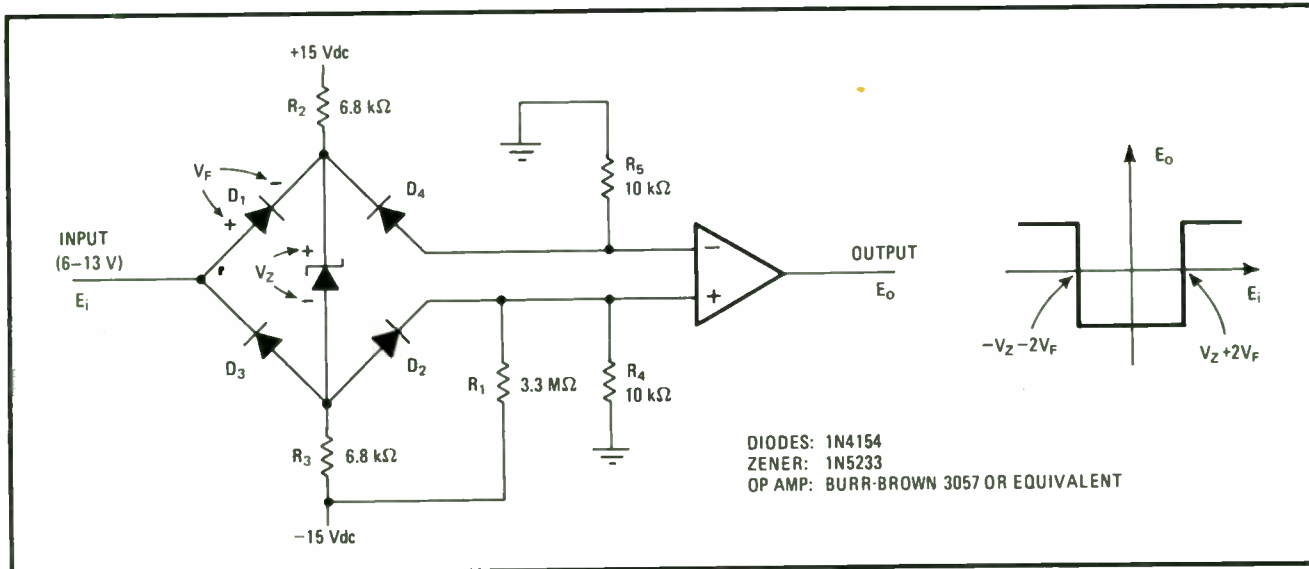 +15 Vdc
R2 6.8 kΩ
VF
−
+
D1
D4
R5
10 kΩ
INPUT
(6–13 V)
Ei
VZ
+
−
−
+
OUTPUT
Eo
D3
D2
R1 3.3 MΩ
R4
10 kΩ
R3 6.8 kΩ
−15 Vdc
Eo
Ei
−VZ −2VF
VZ +2VF
DIODES: 1N4154
ZENER: 1N5233
OP AMP: BURR-BROWN 3057 OR EQUIVALENT